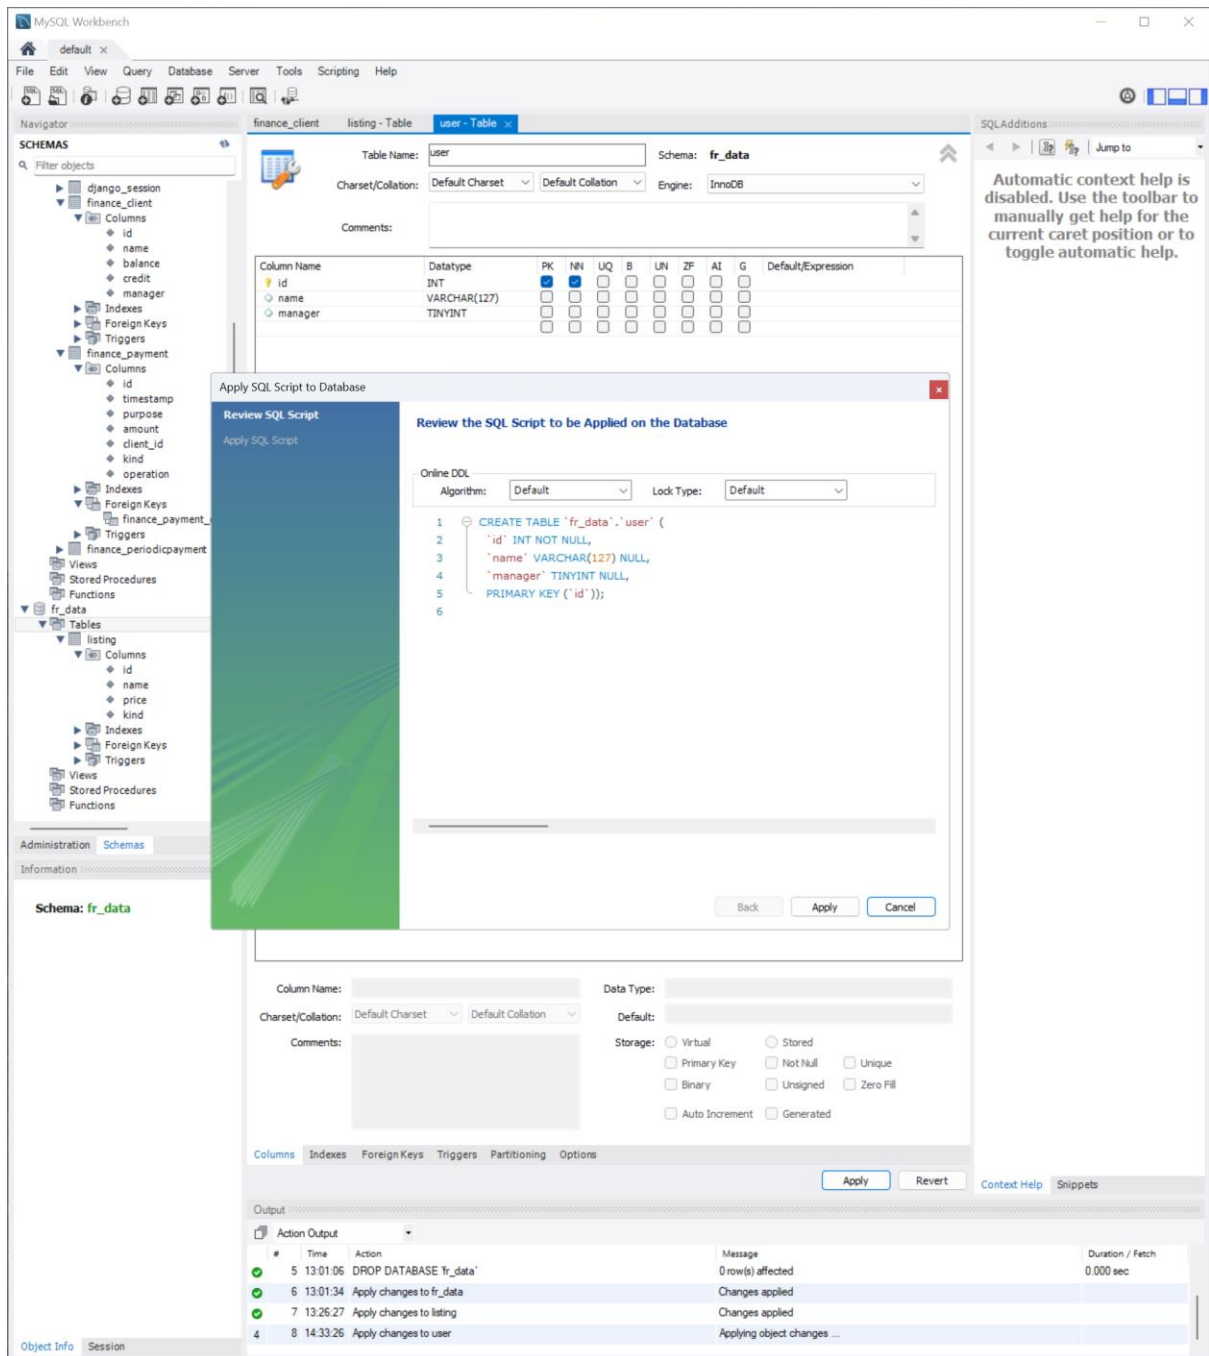 MySQL Workbench
default
File Edit View Query Database Server Tools Scripting Help
Navigator
SCHEMAS
Filter objects
django_session
finance_client
Columns
id
name
balance
credit
manager
Indexes
Foreign Keys
Triggers
finance_payment
Columns
id
timestamp
purpose
amount
client_id
kind
operation
Indexes
Foreign Keys
finance_payment_
Triggers
finance_periodicpayment
Views
Stored Procedures
Functions
fr_data
Tables
listing
Columns
id
name
price
kind
Indexes
Foreign Keys
Triggers
Views
Stored Procedures
Functions
Administration Schemas
Information
Schema: fr_data
Object Info Session
finance_client listing - Table user - Table
Table Name: user Schema: fr_data
Charset/Collation: Default Charset Default Collation Engine: InnoDB
Comments:
Column Name Datatype PK NN UQ B UN ZF AI G Default/Expression
id INT
name VARCHAR(127)
manager TINYINT
Apply SQL Script to Database
Review SQL Script
Apply SQL Script
Review the SQL Script to be Applied on the Database
Online DDL
Algorithm: Default Lock Type: Default
1 CREATE TABLE `fr_data`.`user` (
2 `id` INT NOT NULL,
3 `name` VARCHAR(127) NULL,
4 `manager` TINYINT NULL,
5 PRIMARY KEY (`id`));
6
Back Apply Cancel
Column Name: Data Type:
Charset/Collation: Default Charset Default Collation Default:
Comments: Storage: Virtual Stored
Primary Key Not Null Unique
Binary Unsigned Zero Fill
Auto Increment Generated
Columns Indexes Foreign Keys Triggers Partitioning Options
Apply Revert
Output
Action Output
# Time Action Message Duration / Fetch
5 13:01:06 DROP DATABASE `fr_data` 0 row(s) affected 0.000 sec
6 13:01:34 Apply changes to fr_data Changes applied
7 13:26:27 Apply changes to listing Changes applied
4 8 14:33:26 Apply changes to user Applying object changes ...
SQLAdditions
Jump to
Automatic context help is
disabled. Use the toolbar to
manually get help for the
current caret position or to
toggle automatic help.
Context Help Snippets